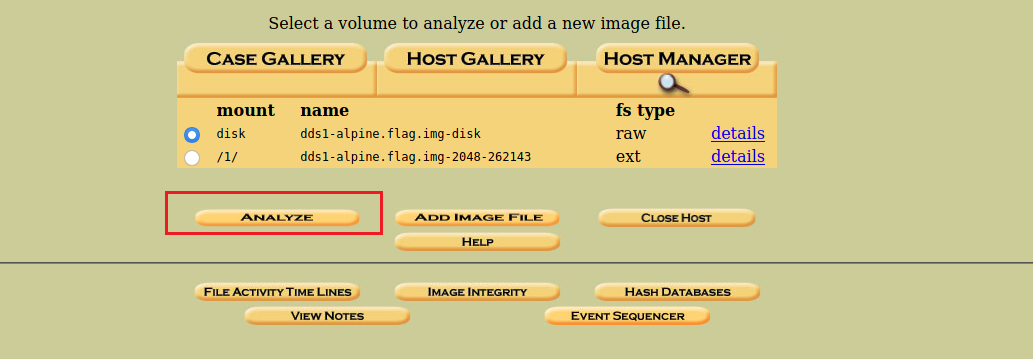 Select a volume to analyze or add a new image file.
CASE GALLERY HOST GALLERY HOST MANAGER
mount name fs type
disk dds1-alpine.flag.img-disk raw details
/1/ dds1-alpine.flag.img-2048-262143 ext details
ANALYZE ADD IMAGE FILE CLOSE HOST
HELP
FILE ACTIVITY TIME LINES IMAGE INTEGRITY HASH DATABASES
VIEW NOTES EVENT SEQUENCER